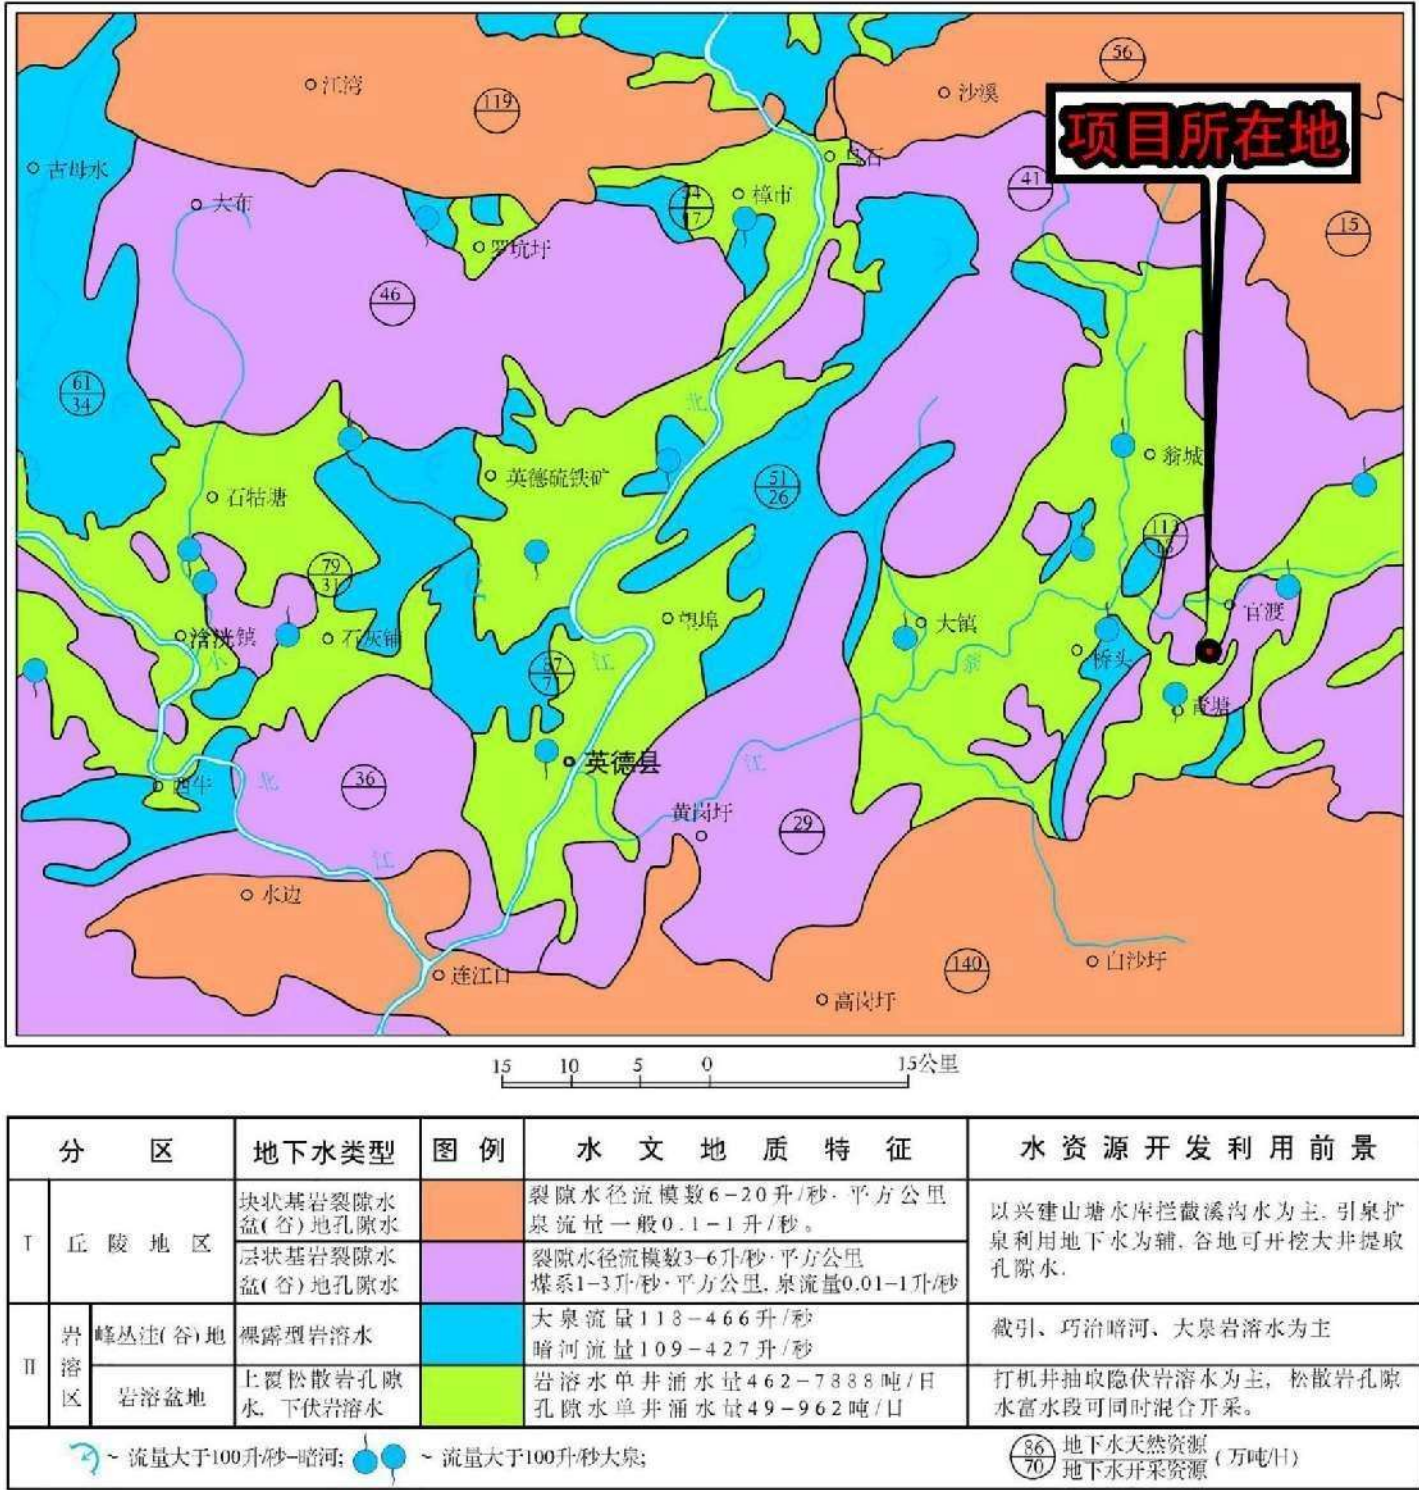 56
江湾
沙溪
119
项目所在地
乌石
古母水
41
34
17
樟市
大布
15
罗坑圩
46
61
34
北
翁城
英德硫铁矿
51
26
石牯塘
113
13
79
31
官渡
望埠
大镇
浛洸镇
石灰铺
小
江
翁
桥头
87
7
青塘
英德县
江
西牛
北
36
黄岗圩
29
江
水边
白沙圩
140
连江口
高岗圩
15 10 5 0 15公里
分区 地下水类型 图例 水文地质特征 水资源开发利用前景
I 丘陵地区
块状基岩裂隙水
盆(谷)地孔隙水
裂隙水径流模数6-20升/秒·平方公里
泉流量一般0.1-1升/秒。
以兴建山塘水库拦截溪沟水为主, 引泉扩
泉利用地下水为辅, 谷地可开挖大井提取
孔隙水.
层状基岩裂隙水
盆(谷)地孔隙水
裂隙水径流模数3-6升/秒·平方公里
煤系1-3升/秒·平方公里, 泉流量0.01-1升/秒
II 岩溶区
峰丛洼(谷)地
裸露型岩溶水
大泉流量118-466升/秒
暗河流量109-427升/秒
截引、巧治暗河、大泉岩溶水为主
岩溶盆地
上覆松散岩孔隙
水, 下伏岩溶水
岩溶水单井涌水量462-7888吨/日
孔隙水单井涌水量49-962吨/日
打机井抽取隐伏岩溶水为主, 松散岩孔隙
水富水段可同时混合开采。
~ 流量大于100升/秒-暗河;
~ 流量大于100升/秒大泉;
86
70
地下水天然资源
地下水开采资源
(万吨/日)